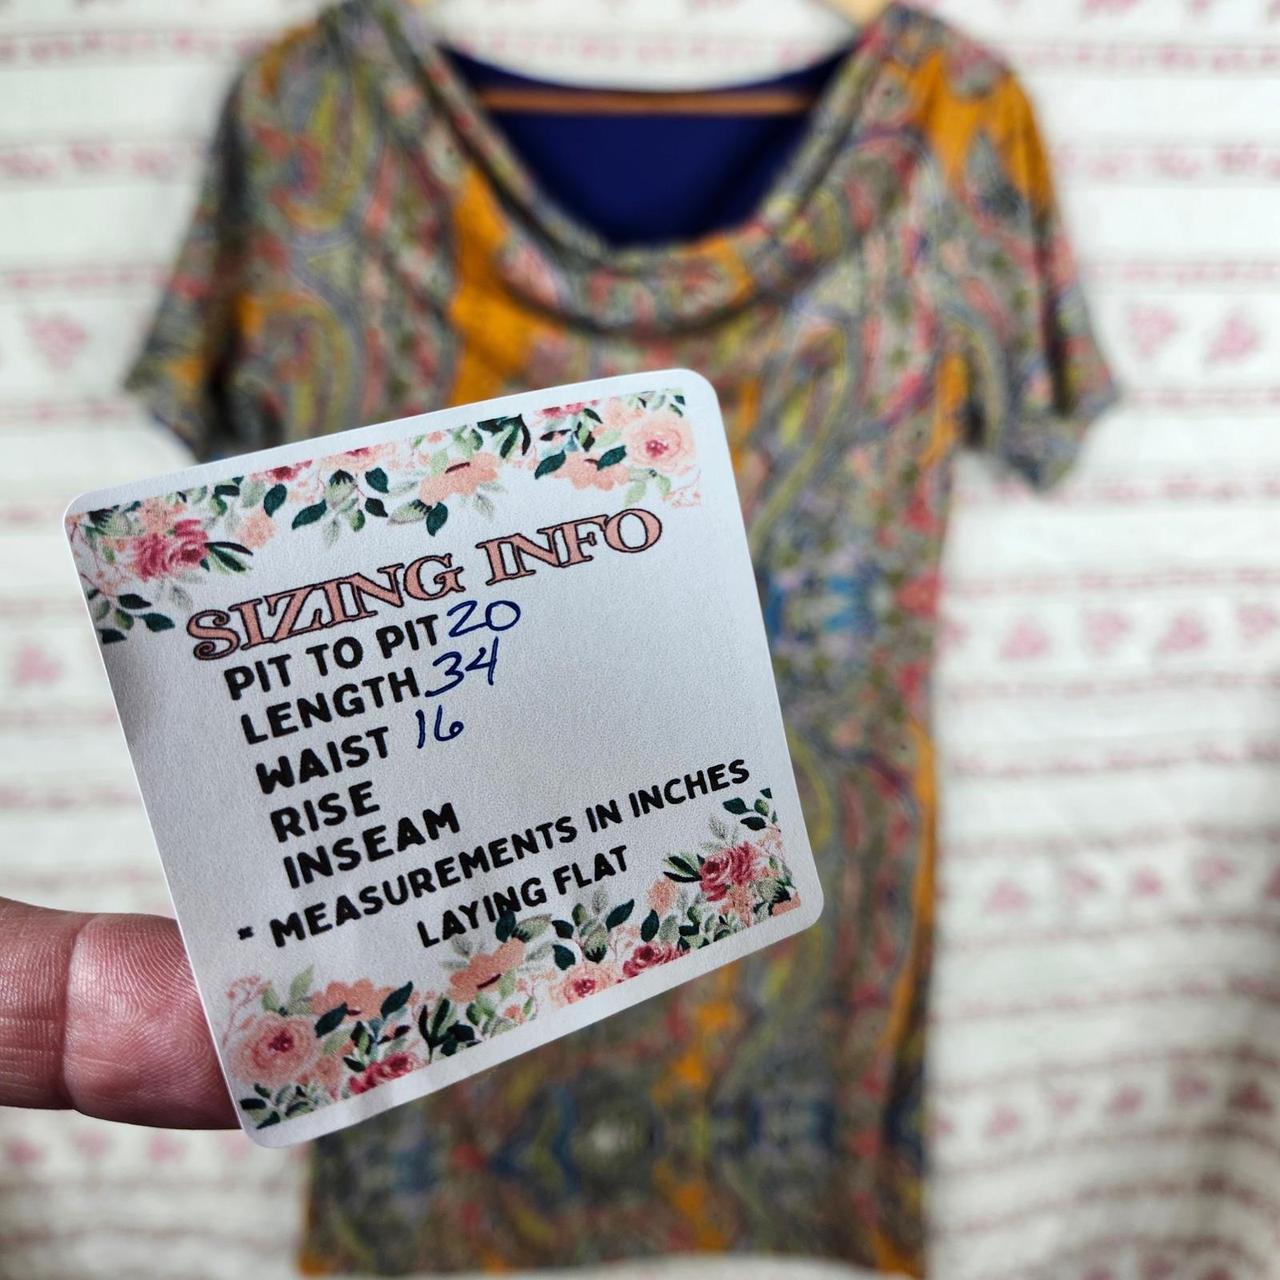 SIZING INFO
PIT TO PIT 20
LENGTH 34
WAIST 16
RISE
INSEAM
* MEASUREMENTS IN INCHES
LAYING FLAT